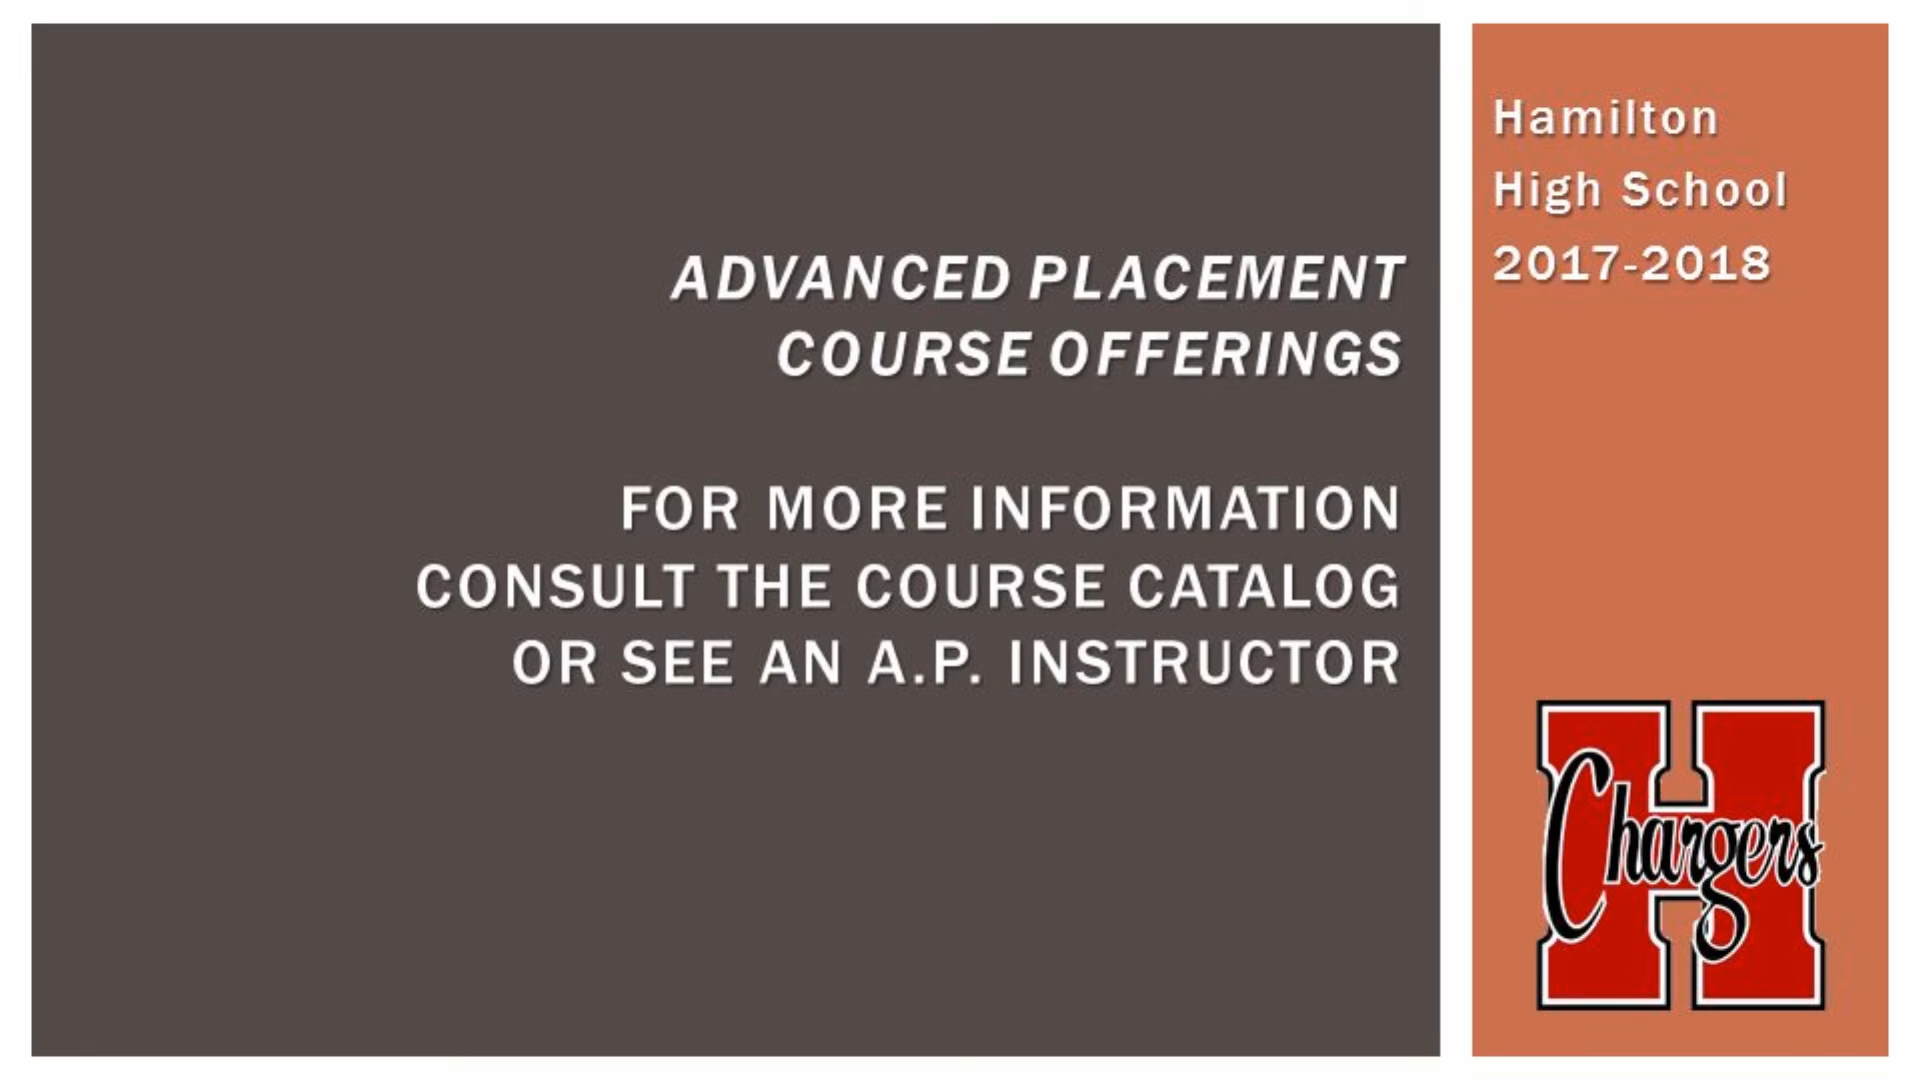 ADVANCED PLACEMENT
COURSE OFFERINGS
FOR MORE INFORMATION
CONSULT THE COURSE CATALOG
OR SEE AN A.P. INSTRUCTOR
Hamilton
High School
2017-2018
H
Chargers